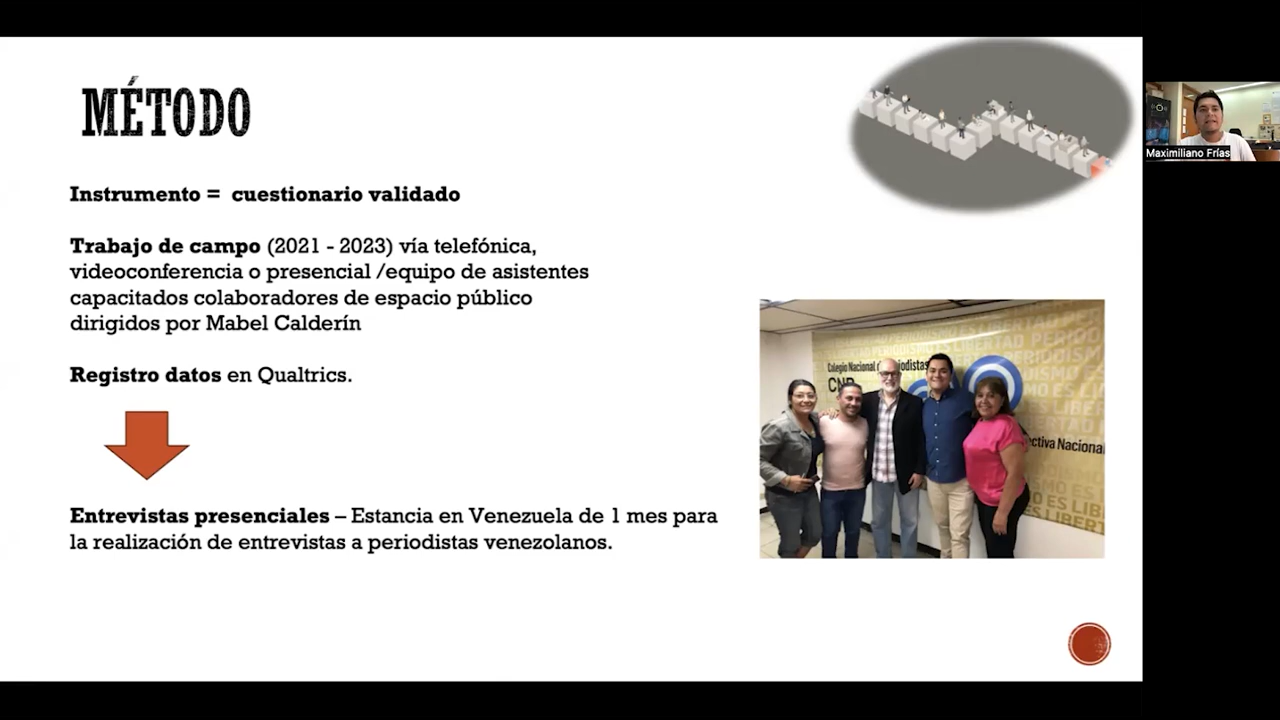 MÉTODO
Instrumento = cuestionario validado
Trabajo de campo (2021 - 2023) vía telefónica,
videoconferencia o presencial /equipo de asistentes
capacitados colaboradores de espacio público
dirigidos por Mabel Calderín
Registro datos en Qualtrics.
Entrevistas presenciales – Estancia en Venezuela de 1 mes para
la realización de entrevistas a periodistas venezolanos.
Maximiliano Frías
Colegio Nacional
CNP
ectiva Nacional